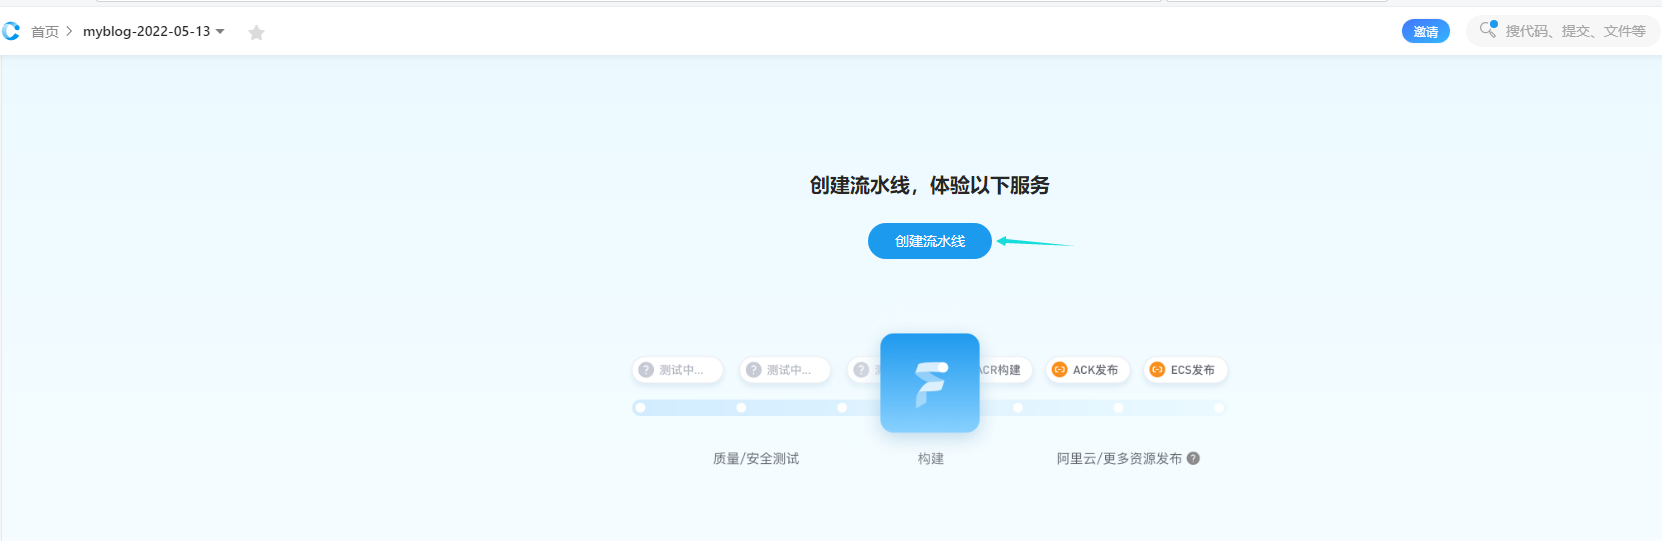 首页 > myblog-2022-05-13
邀请
搜代码、提交、文件等
创建流水线，体验以下服务
创建流水线
测试中... 测试中... ACR构建 ACK发布 ECS发布
质量/安全测试 构建 阿里云/更多资源发布